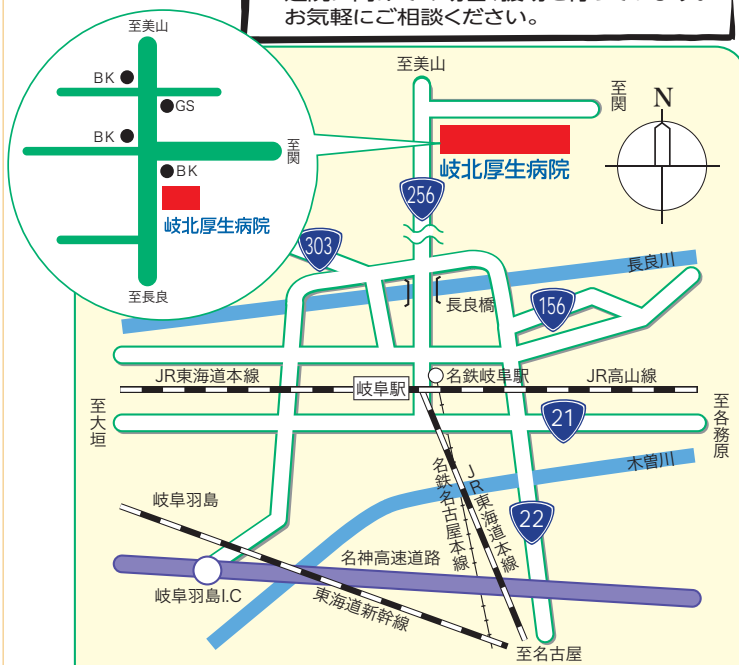 お気軽にご相談ください。
至美山
BK
GS
BK
至関
BK
岐北厚生病院
至長良
至美山
至関
N
岐北厚生病院
256
303
長良川
長良橋
156
JR東海道本線
岐阜駅
名鉄岐阜駅
JR高山線
至大垣
21
至各務原
木曽川
名鉄名古屋本線
JR東海道本線
22
岐阜羽島
名神高速道路
岐阜羽島I.C
東海道新幹線
至名古屋